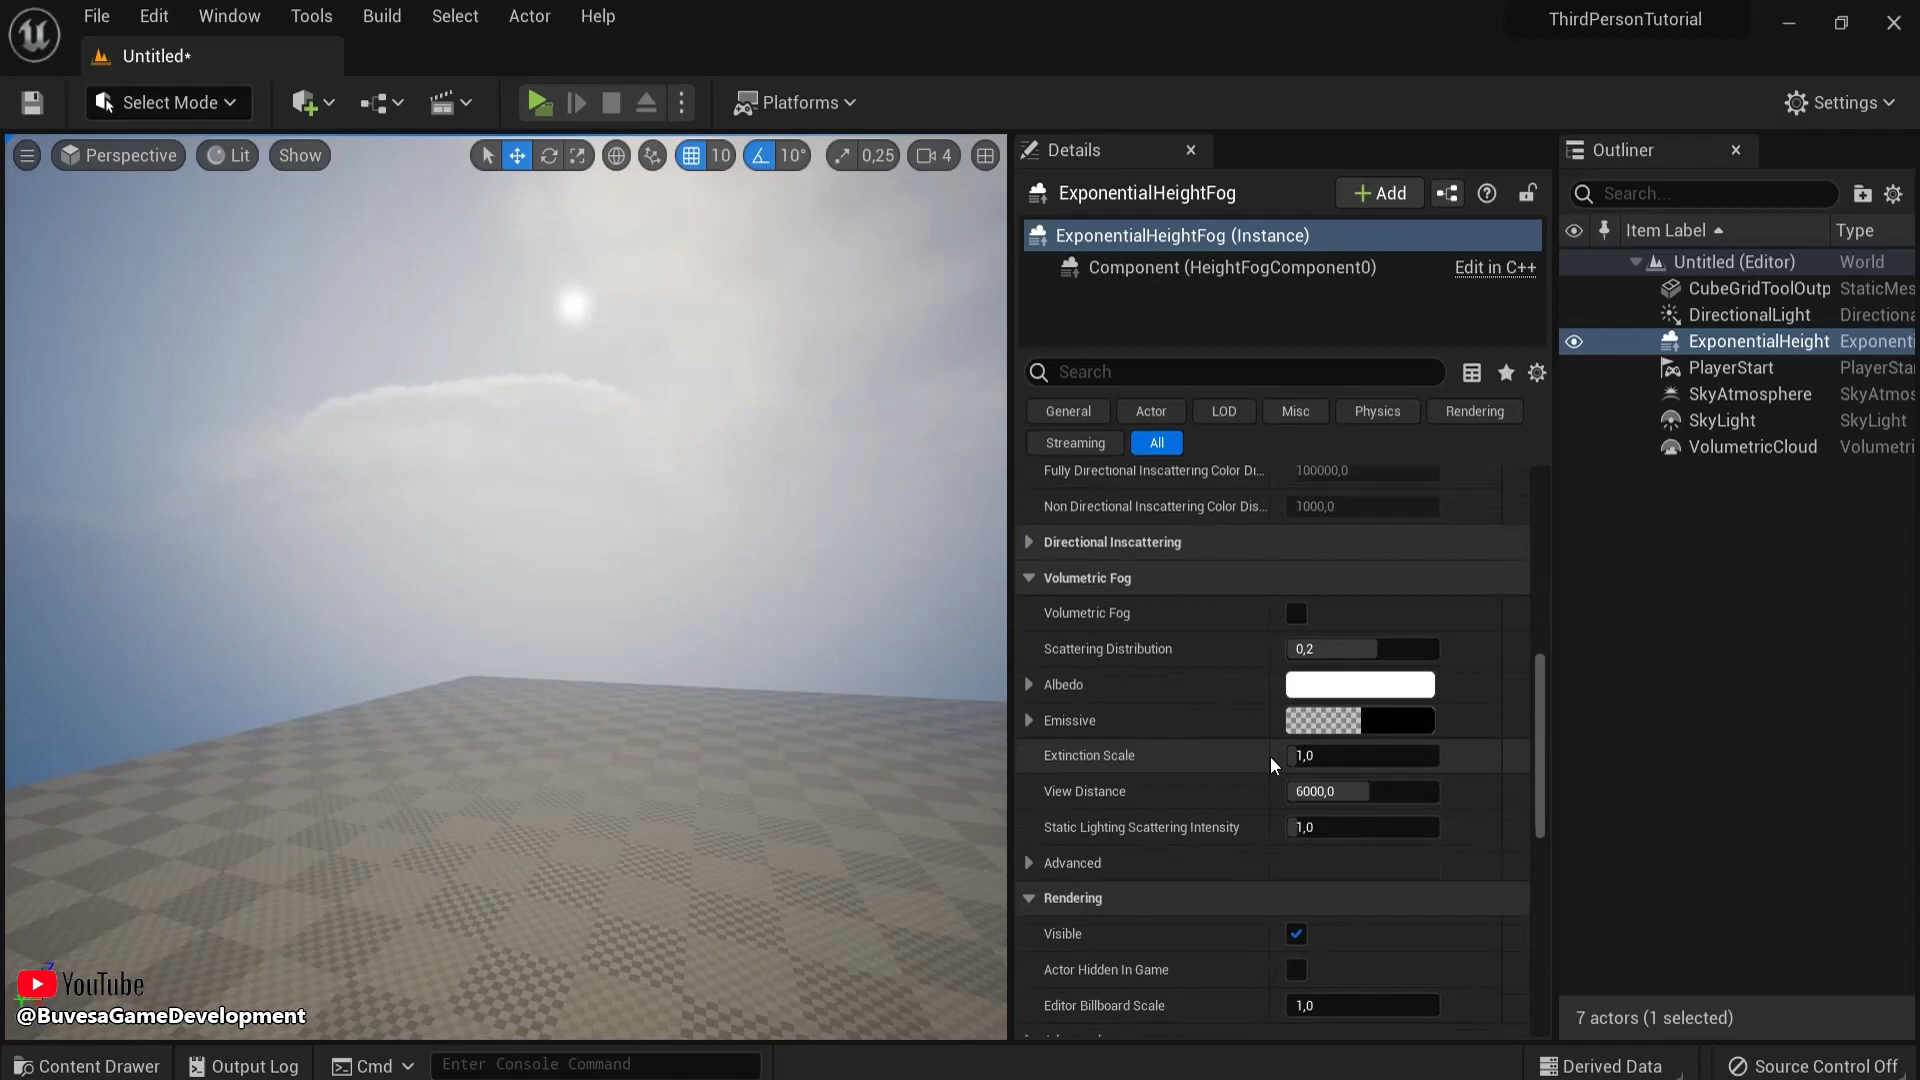 File Edit Window Tools Build Select Actor Help
ThirdPersonTutorial
Untitled*
Select Mode
Platforms
Settings
Perspective Lit Show
10 10° 0,25 4
Details
Outliner
ExponentialHeightFog
Add
Search...
ExponentialHeightFog (Instance)
Item Label Type
Component (HeightFogComponent0) Edit in C++
Untitled (Editor) World
CubeGridToolOutp StaticMes
DirectionalLight Directiona
ExponentialHeight Exponenti
PlayerStart PlayerSta
SkyAtmosphere SkyAtmos
SkyLight SkyLight
VolumetricCloud Volumetri
Search
General Actor LOD Misc Physics Rendering
Streaming All
Fully Directional Inscattering Color Di... 100000,0
Non Directional Inscattering Color Dis... 1000,0
Directional Inscattering
Volumetric Fog
Volumetric Fog
Scattering Distribution 0,2
Albedo
Emissive
Extinction Scale 1,0
View Distance 6000,0
Static Lighting Scattering Intensity 1,0
Advanced
Rendering
Visible
Actor Hidden In Game
Editor Billboard Scale 1,0
YouTube
@BuvesaGameDevelopment
7 actors (1 selected)
Content Drawer Output Log Cmd Enter Console Command Derived Data Source Control Off